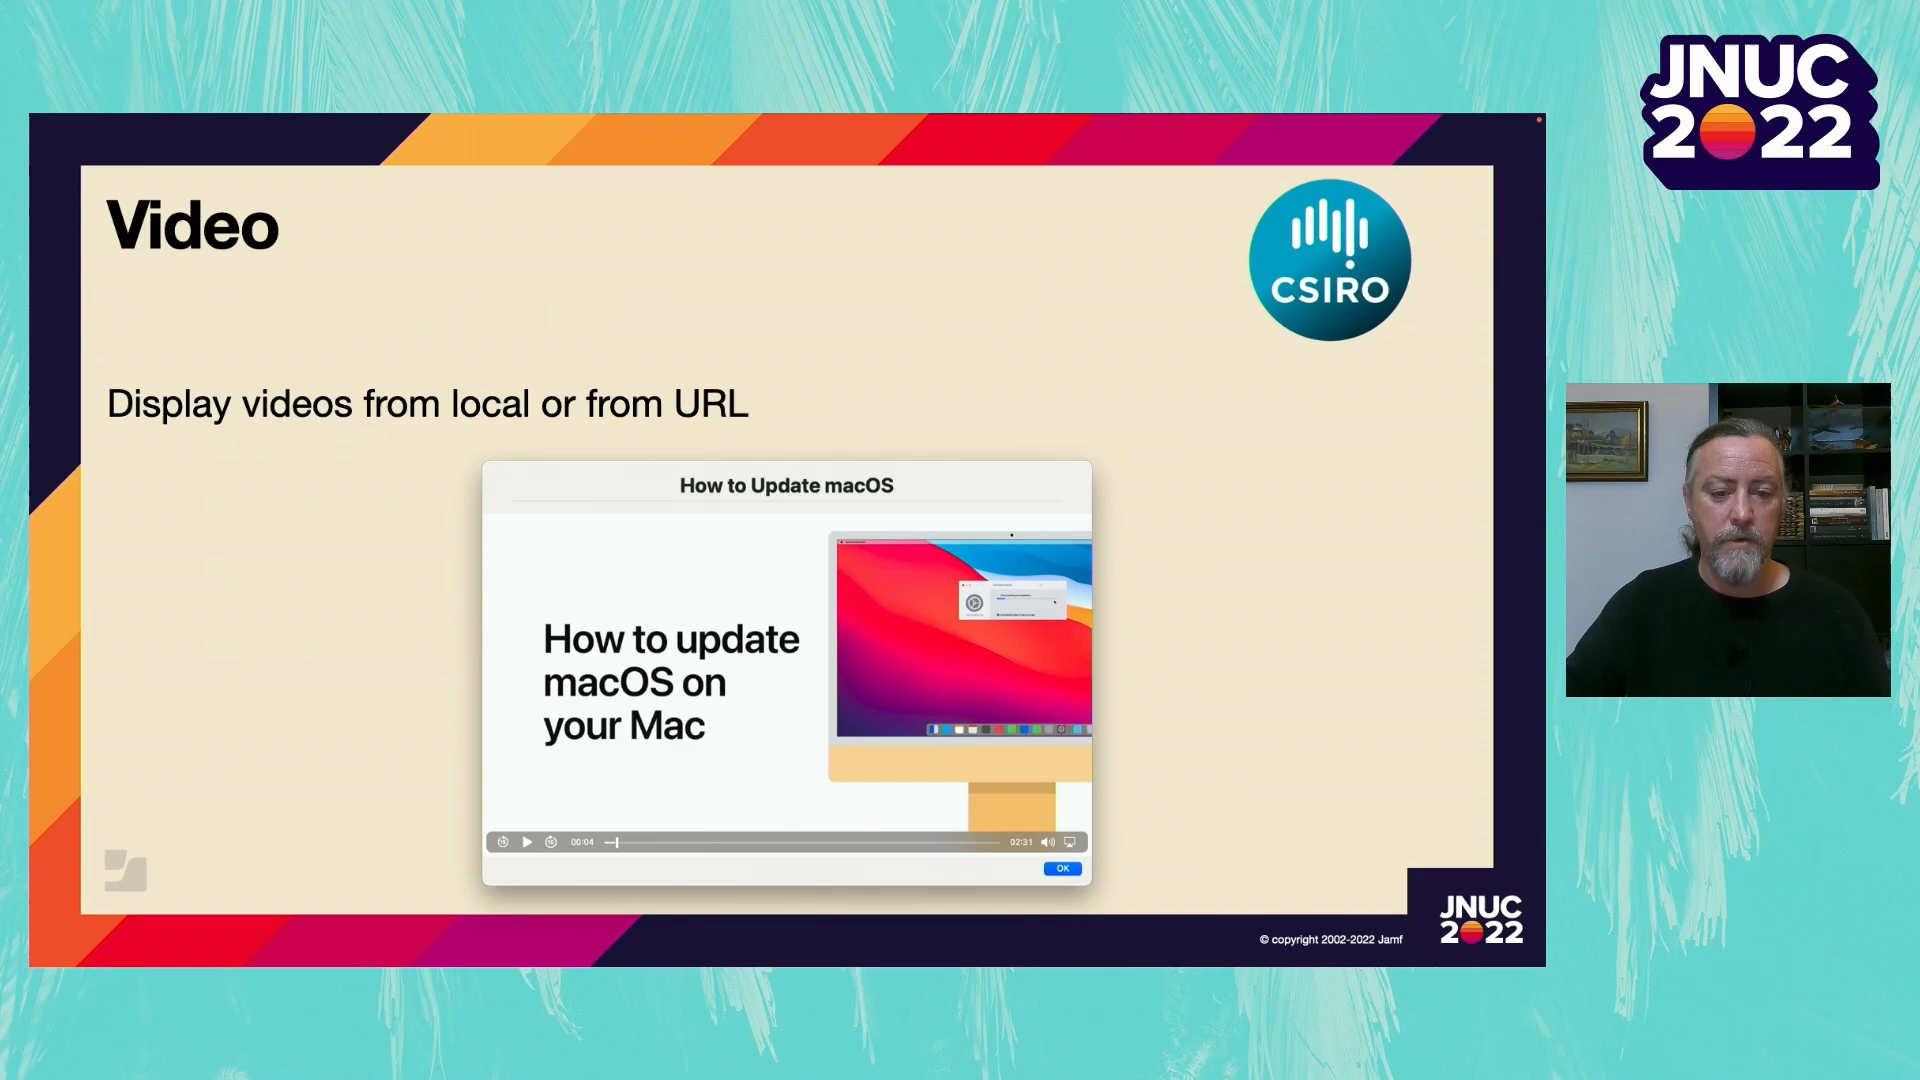 JNUC
2022
Video
CSIRO
Display videos from local or from URL
How to Update macOS
How to update
macOS on
your Mac
00:04
02:31
OK
© copyright 2002-2022 Jamf
JNUC
2022